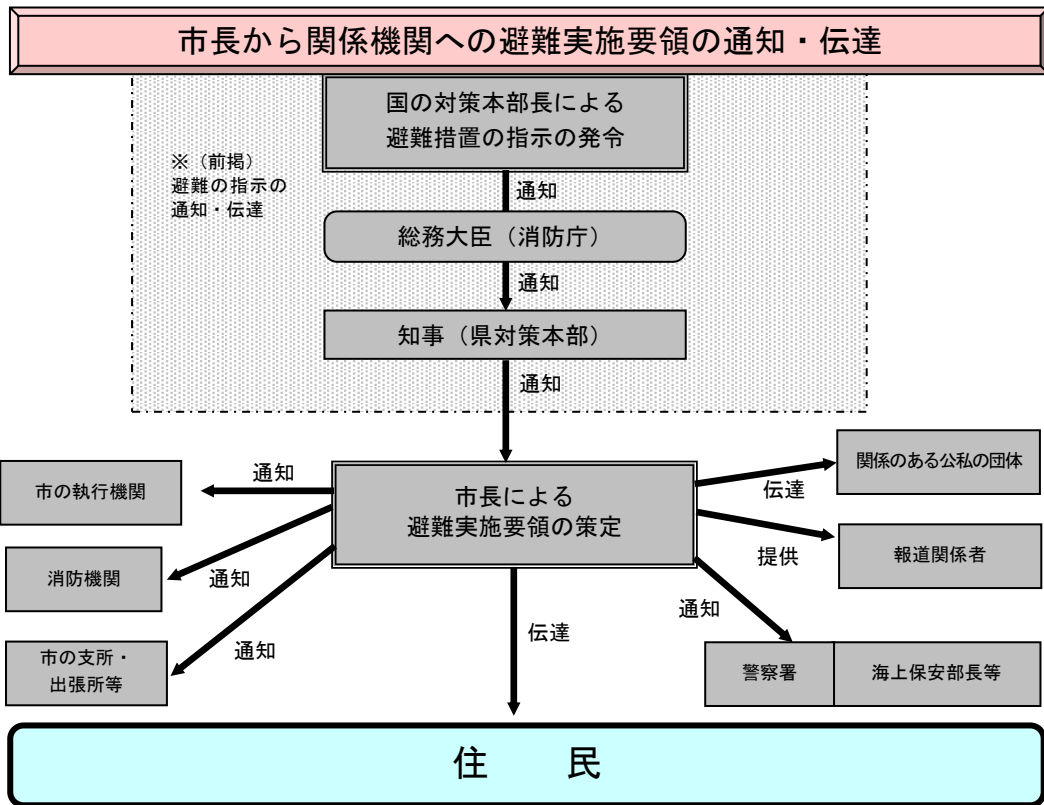 市長から関係機関への避難実施要領の通知・伝達
国の対策本部長による
避難措置の指示の発令
※（前掲）
避難の指示の
通知・伝達
通知
総務大臣（消防庁）
通知
知事（県対策本部）
通知
市長による
避難実施要領の策定
通知
市の執行機関
通知
消防機関
通知
市の支所・
出張所等
伝達
関係のある公私の団体
提供
報道関係者
通知
警察署
海上保安部長等
伝達
住　　民